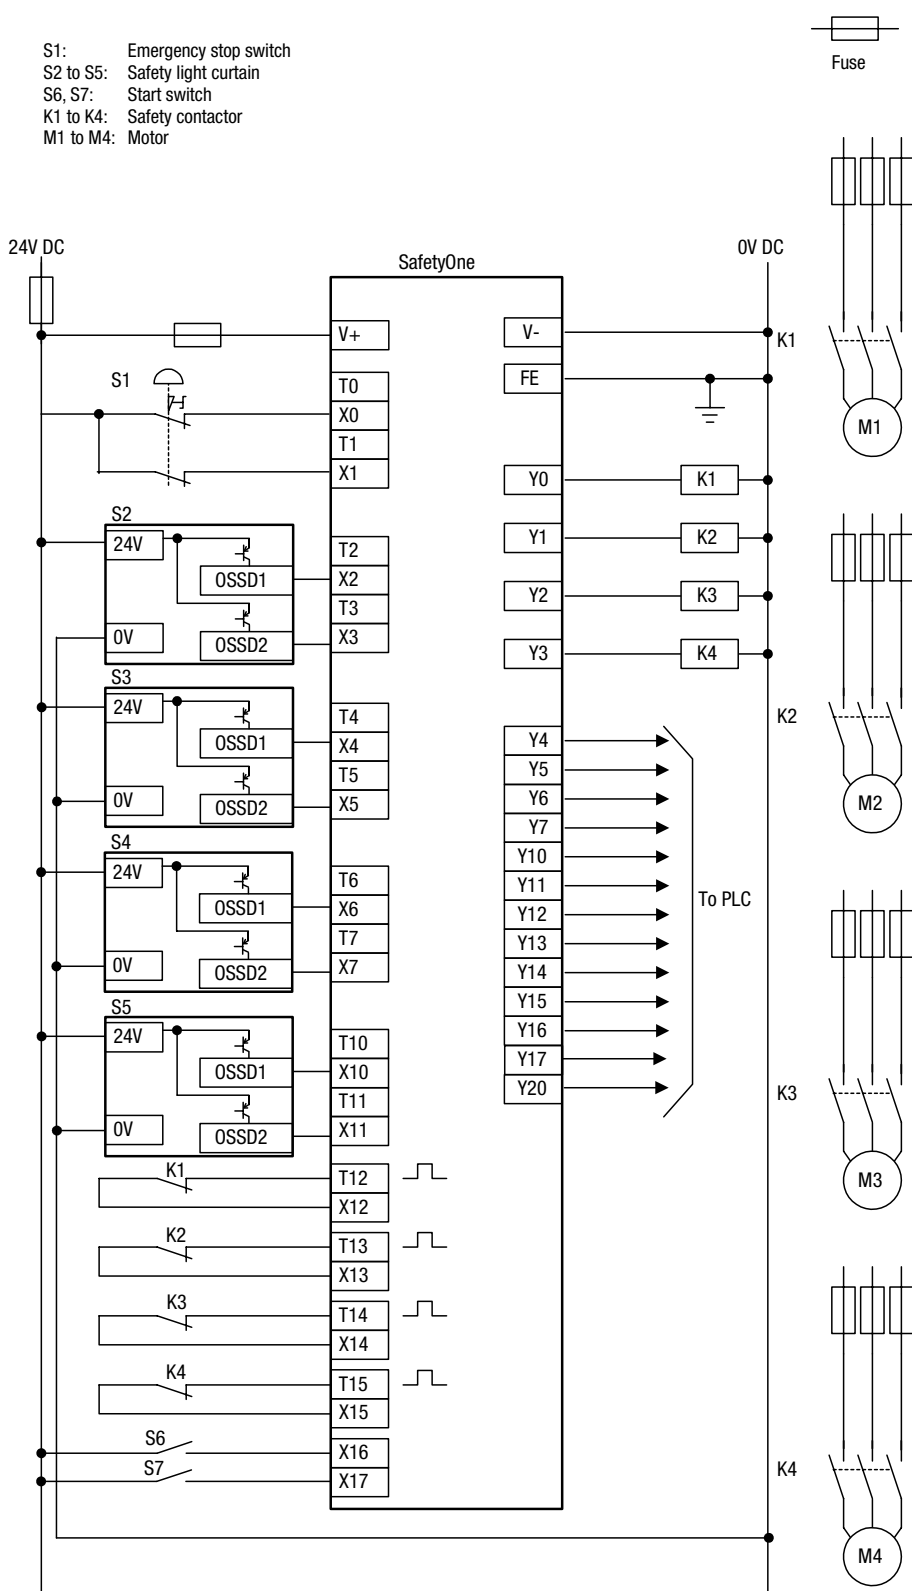 S1: Emergency stop switch
S2 to S5: Safety light curtain
S6, S7: Start switch
K1 to K4: Safety contactor
M1 to M4: Motor
Fuse
24V DC
SafetyOne
0V DC
V+
V-
K1
S1
T0
FE
X0
M1
T1
X1
Y0
K1
S2
24V
Y1
K2
T2
OSSD1
X2
Y2
K3
T3
0V
OSSD2
X3
Y3
K4
S3
24V
T4
K2
OSSD1
X4
Y4
T5
Y5
0V
OSSD2
X5
Y6
M2
Y7
S4
24V
T6
Y10
OSSD1
X6
Y11
To PLC
T7
Y12
0V
OSSD2
X7
Y13
Y14
S5
24V
T10
Y15
OSSD1
X10
Y16
T11
Y17
0V
OSSD2
X11
Y20
K3
K1
T12
M3
X12
K2
T13
X13
K3
T14
X14
K4
T15
X15
S6
X16
S7
X17
K4
M4